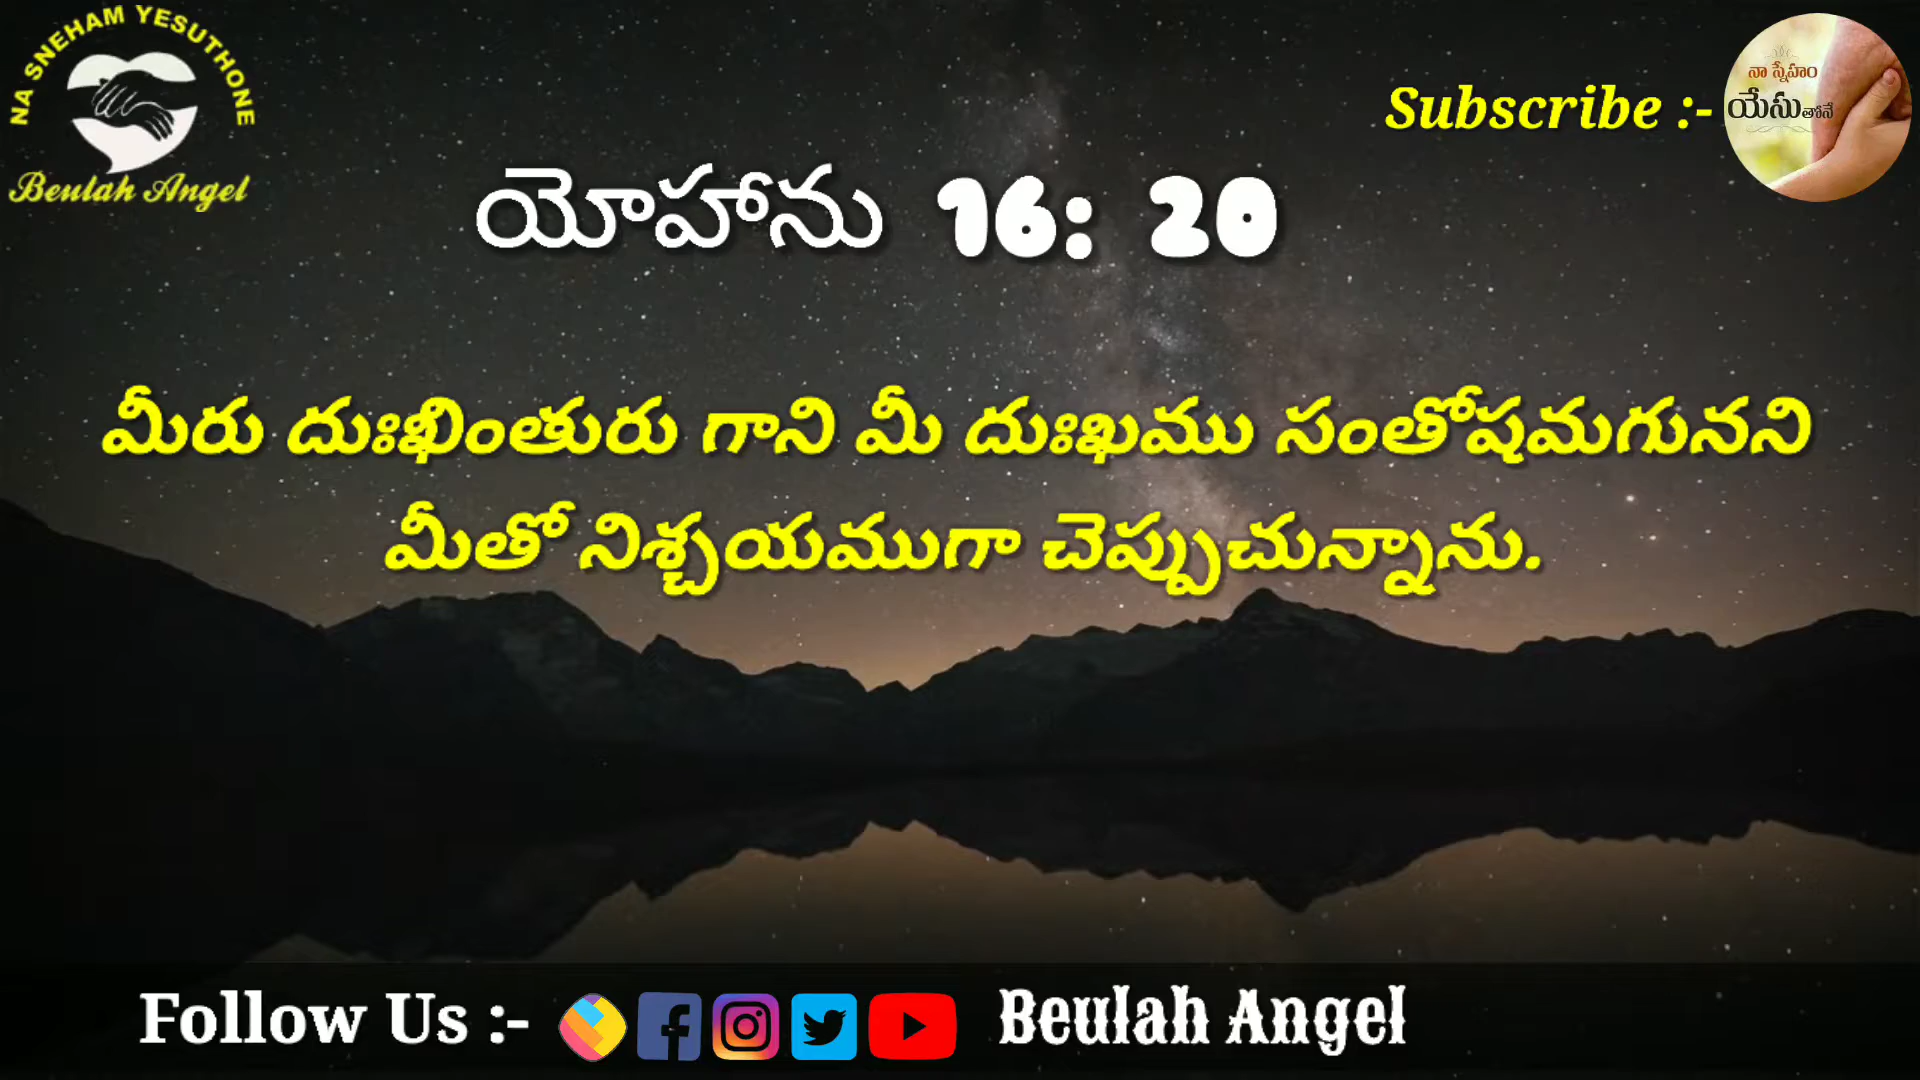 NA SNEHAM YESUTHONE
Beulah Angel
Subscribe :-
నా స్నేహం
యేసుతోనే
యోహాను 16: 20
మీరు దుఃఖింతురు గాని మీ దుఃఖము సంతోషమగునని
మీతో నిశ్చయముగా చెప్పుచున్నాను.
Follow Us :- Beulah Angel